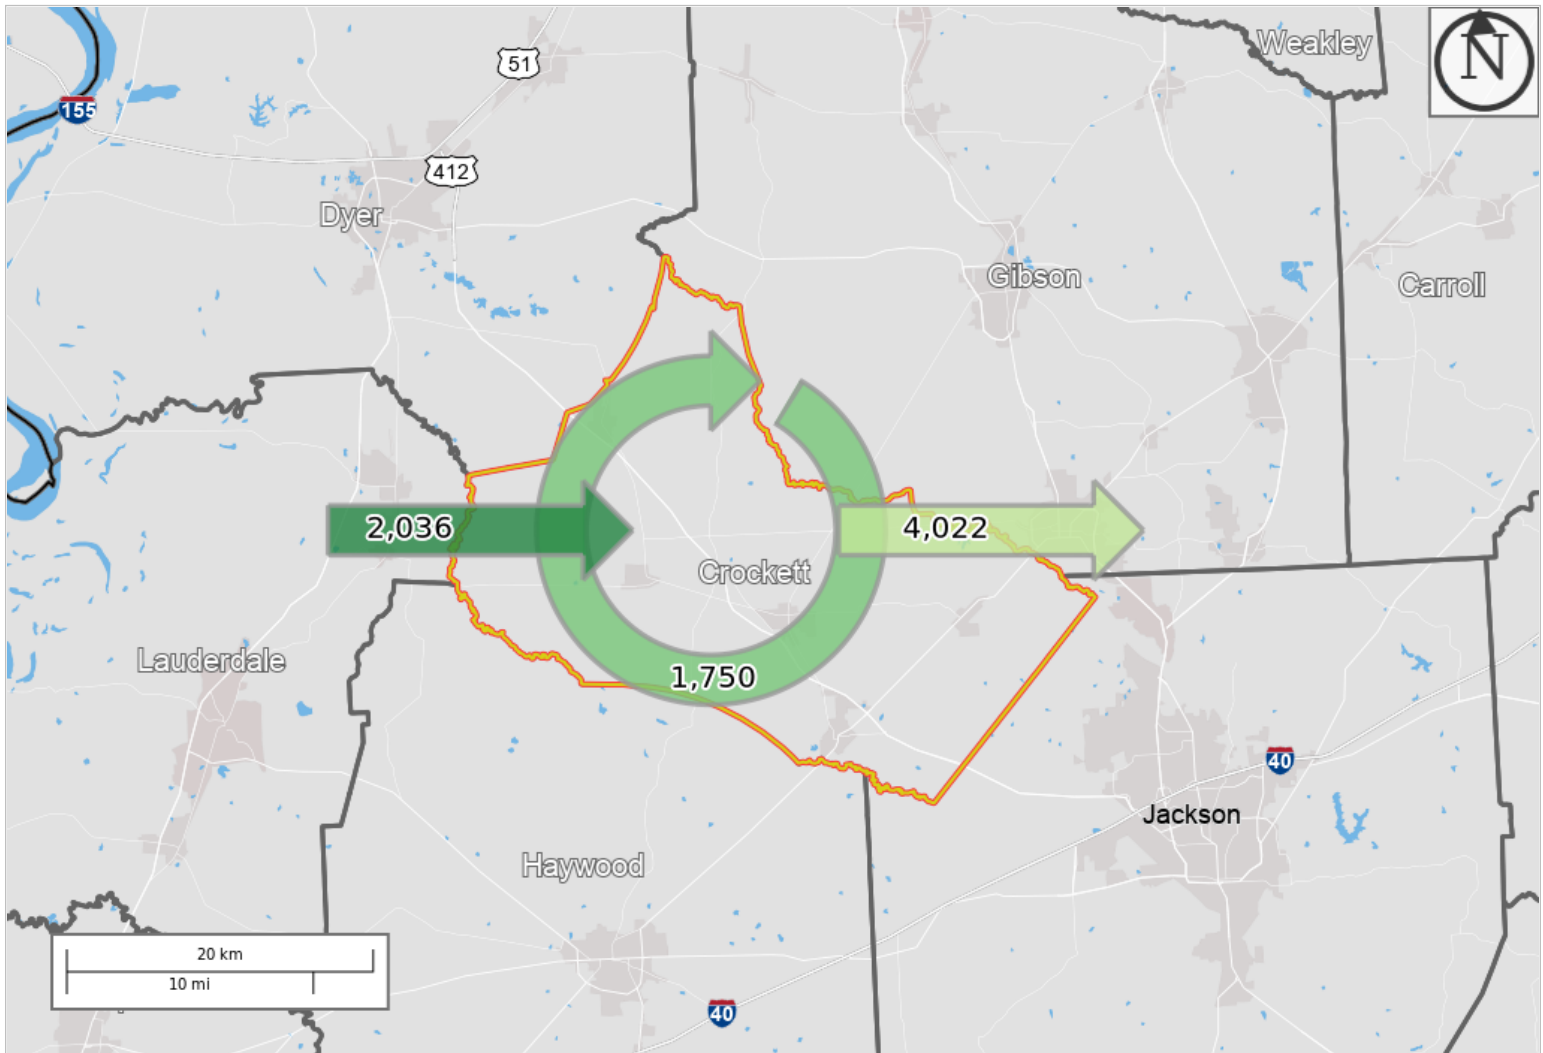 Weakley
N
51
155
412
Dyer
Gibson
Carroll
2,036
4,022
Crockett
Lauderdale
1,750
40
Jackson
Haywood
20 km
10 mi
40